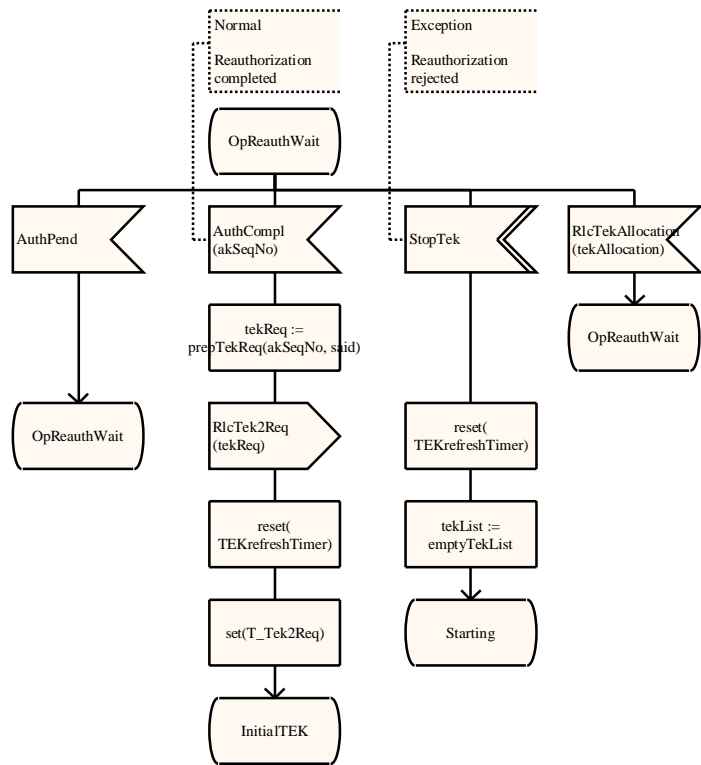 Normal
Reauthorization
completed
Exception
Reauthorization
rejected
OpReauthWait
AuthPend
AuthCompl
(akSeqNo)
StopTek
RlcTekAllocation
(tekAllocation)
tekReq :=
prepTekReq(akSeqNo, said)
OpReauthWait
OpReauthWait
RlcTek2Req
(tekReq)
reset(
TEKrefreshTimer)
reset(
TEKrefreshTimer)
tekList :=
emptyTekList
set(T_Tek2Req)
Starting
InitialTEK